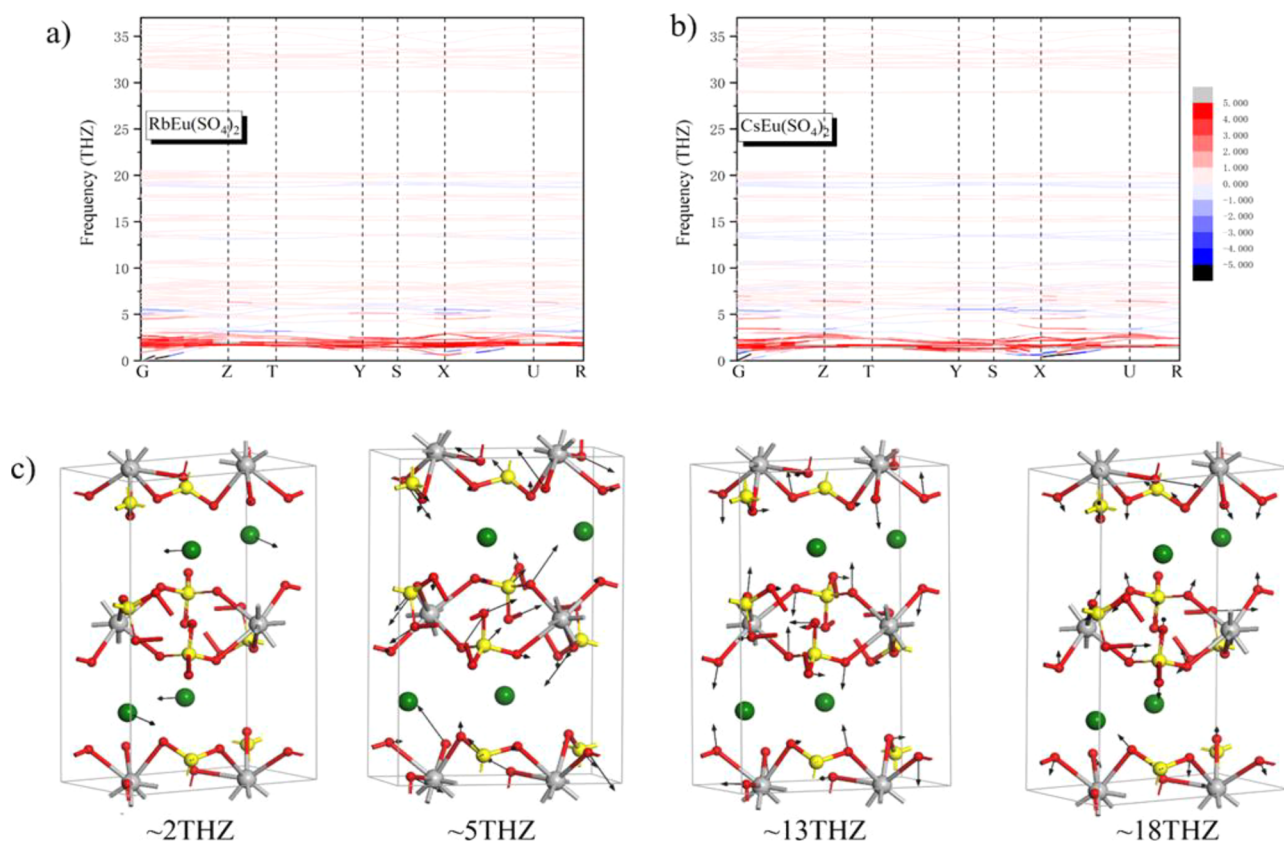 a)
35
30
25
20
15
10
5
0
Frequency (THZ)
RbEu(SO₄)₂
G Z T Y S X U R
b)
35
30
25
20
15
10
5
0
Frequency (THZ)
CsEu(SO₄)₂
G Z T Y S X U R
5.000
4.000
3.000
2.000
1.000
0.000
-1.000
-2.000
-3.000
-4.000
-5.000
c)
~2THZ ~5THZ ~13THZ ~18THZ